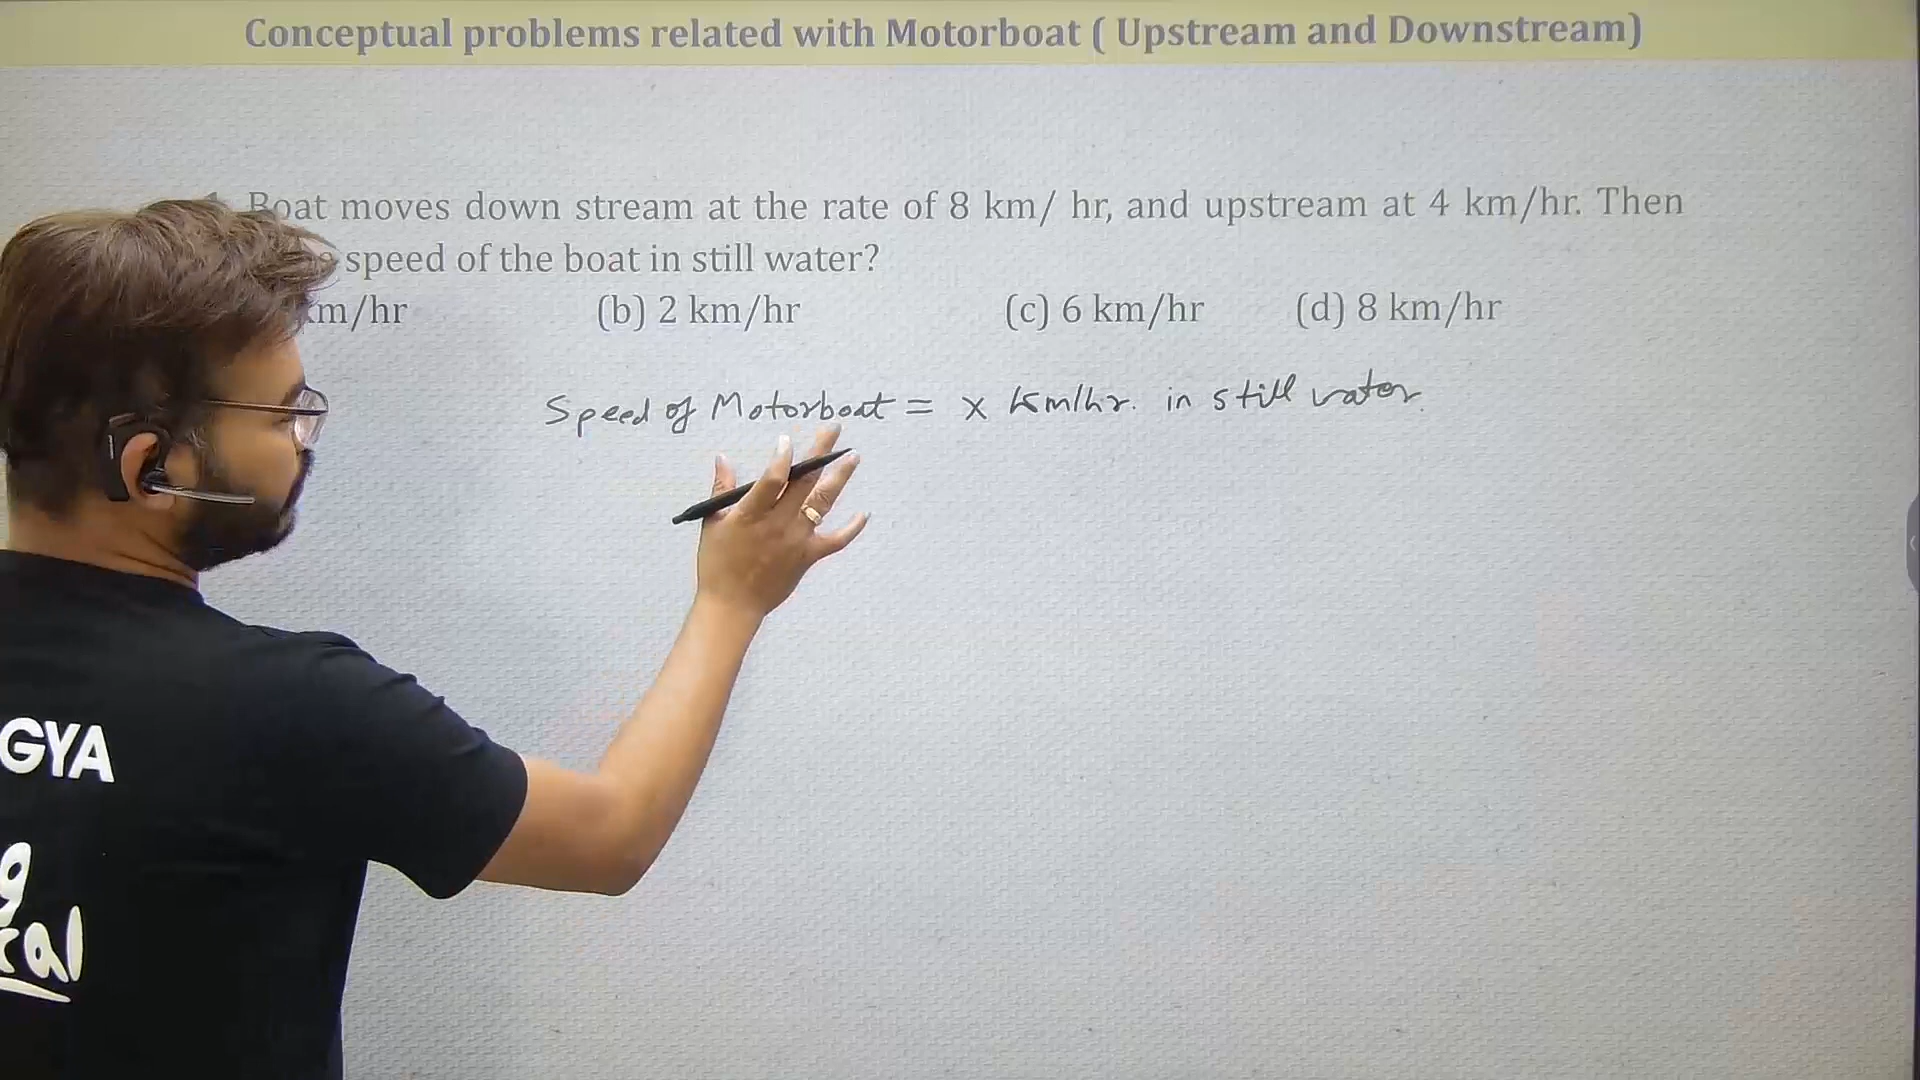 Conceptual problems related with Motorboat ( Upstream and Downstream)
Boat moves down stream at the rate of 8 km/ hr, and upstream at 4 km/hr. Then
speed of the boat in still water?
km/hr (b) 2 km/hr (c) 6 km/hr (d) 8 km/hr
Speed of Motorboat = x km/hr. in still water.
GYA